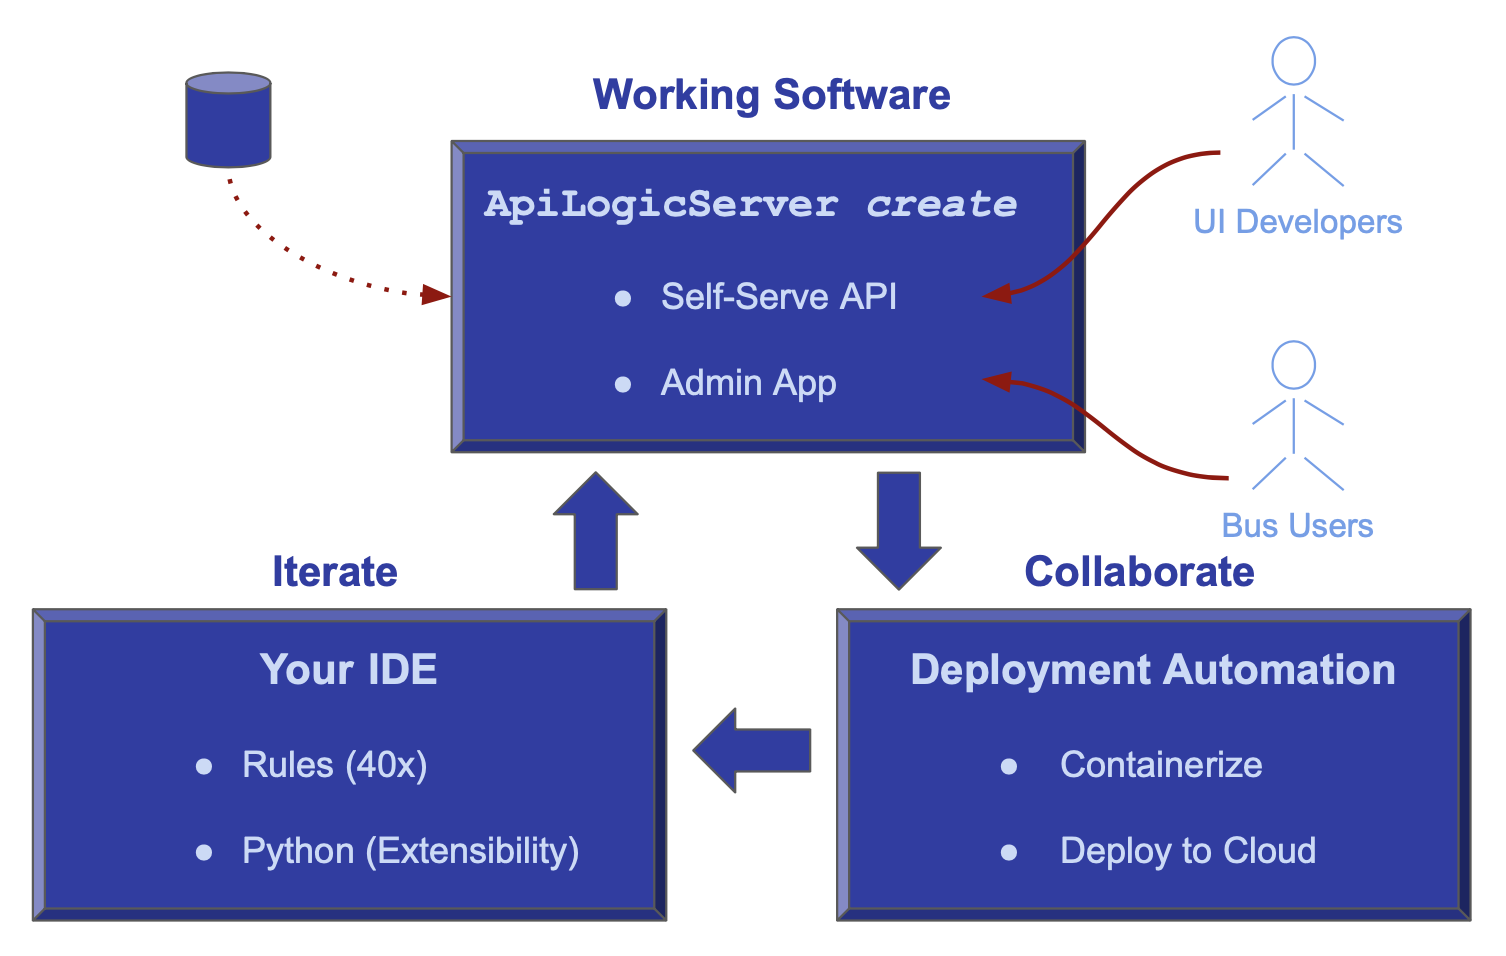 Working Software
ApiLogicServer create
● Self-Serve API
● Admin App
UI Developers
Bus Users
Iterate
Your IDE
● Rules (40x)
● Python (Extensibility)
Collaborate
Deployment Automation
● Containerize
● Deploy to Cloud